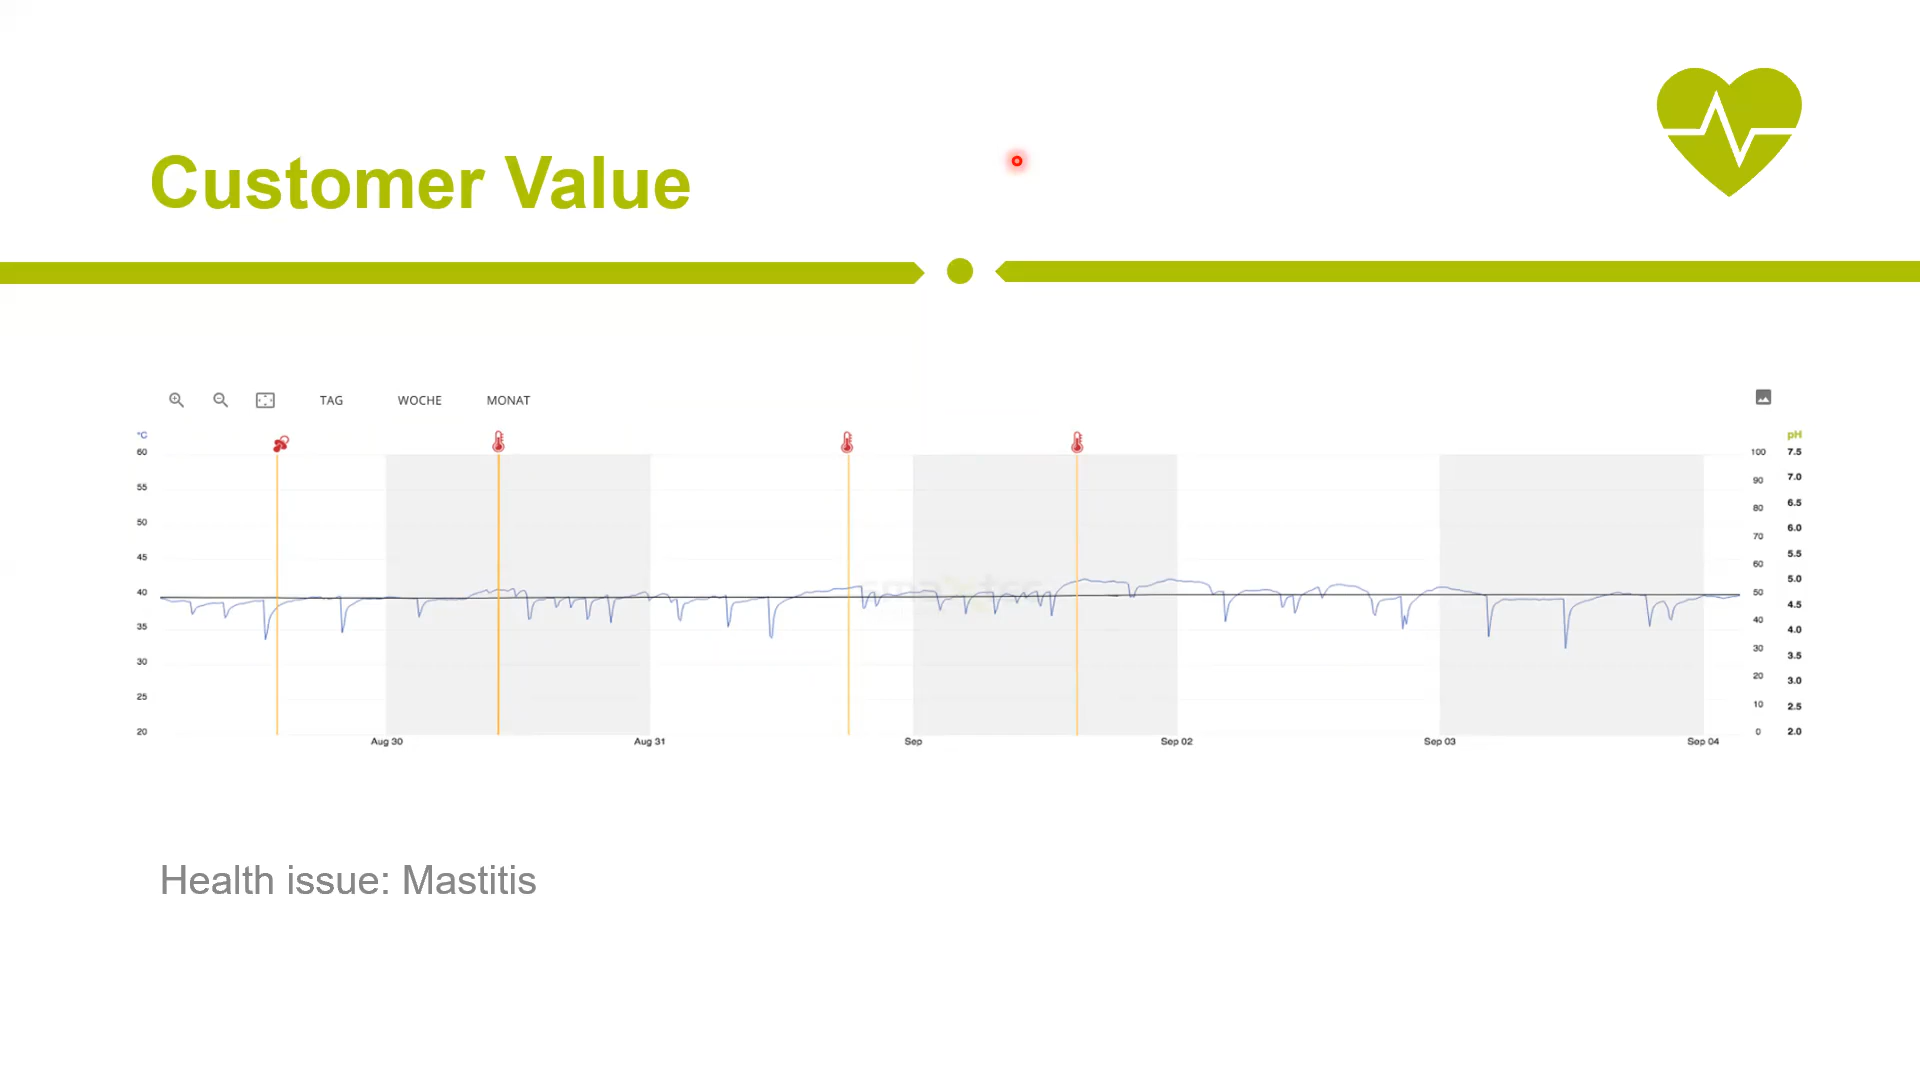 Customer Value
TAG WOCHE MONAT
°C pH
60 100 7.5
55 90 7.0
50 80 6.5
45 70 6.0
40 60 5.5
35 50 5.0
30 40 4.5
25 30 4.0
20 20 3.5
10 3.0
0 2.5
2.0
smaXtec
Aug 30 Aug 31 Sep Sep 02 Sep 03 Sep 04
Health issue: Mastitis